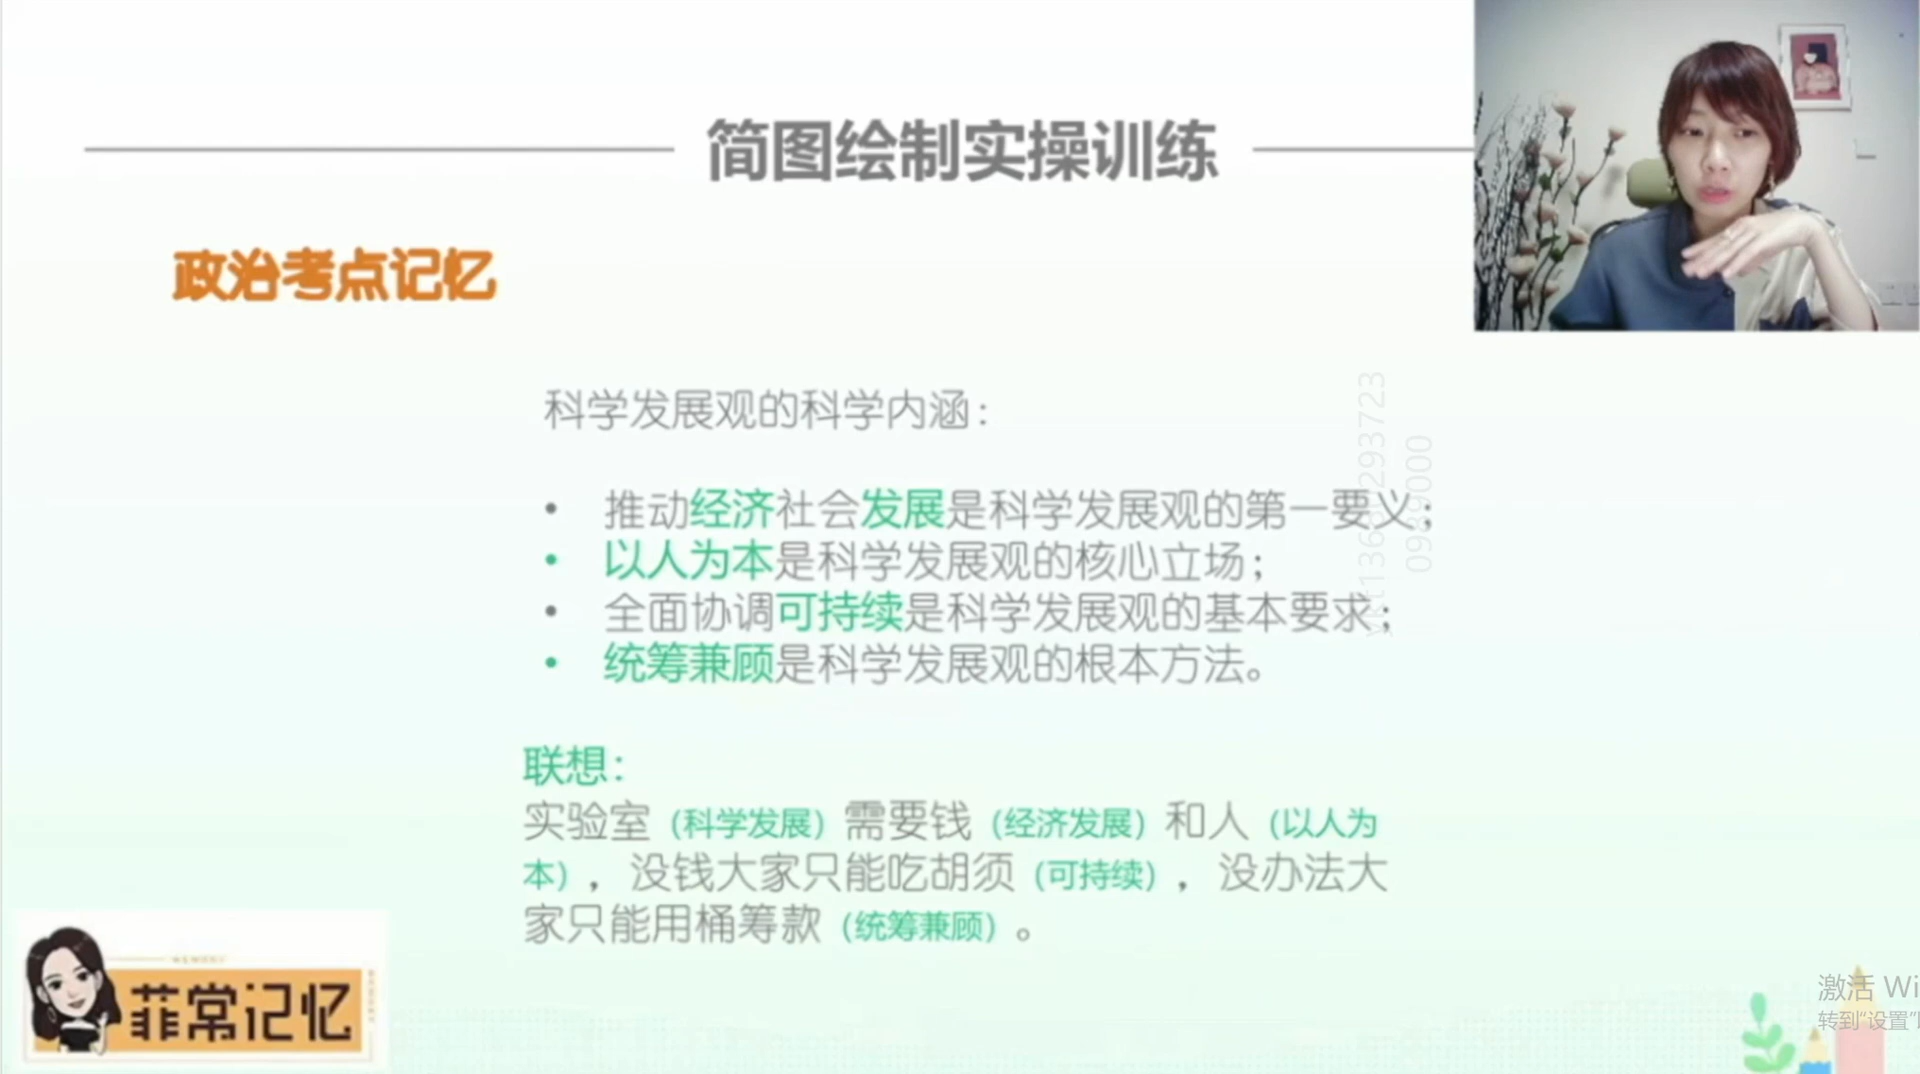 简图绘制实操训练
政治考点记忆
科学发展观的科学内涵：
• 推动经济社会发展是科学发展观的第一要义；
• 以人为本是科学发展观的核心立场；
• 全面协调可持续是科学发展观的基本要求；
• 统筹兼顾是科学发展观的根本方法。
联想：
实验室（科学发展）需要钱（经济发展）和人（以人为
本），没钱大家只能吃胡须（可持续），没办法大
家只能用桶筹款（统筹兼顾）。
菲常记忆
激活 Wi
转到“设置”